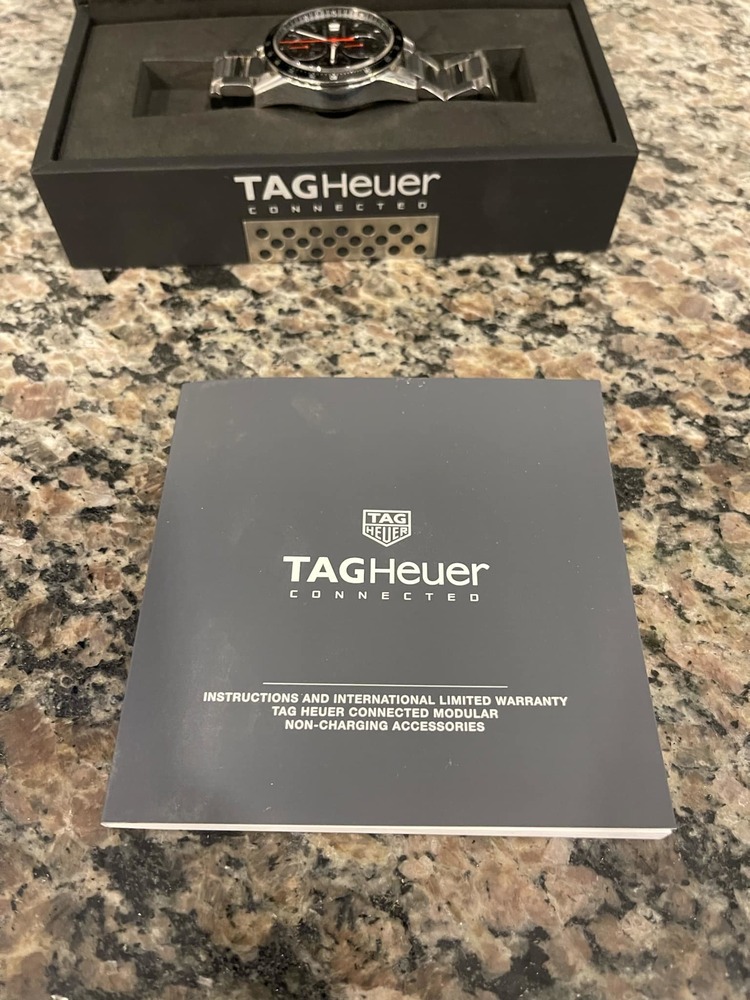 TAGHeuer
CONNECTED
TAG
HEUER
TAGHeuer
CONNECTED
INSTRUCTIONS AND INTERNATIONAL LIMITED WARRANTY
TAG HEUER CONNECTED MODULAR
NON-CHARGING ACCESSORIES